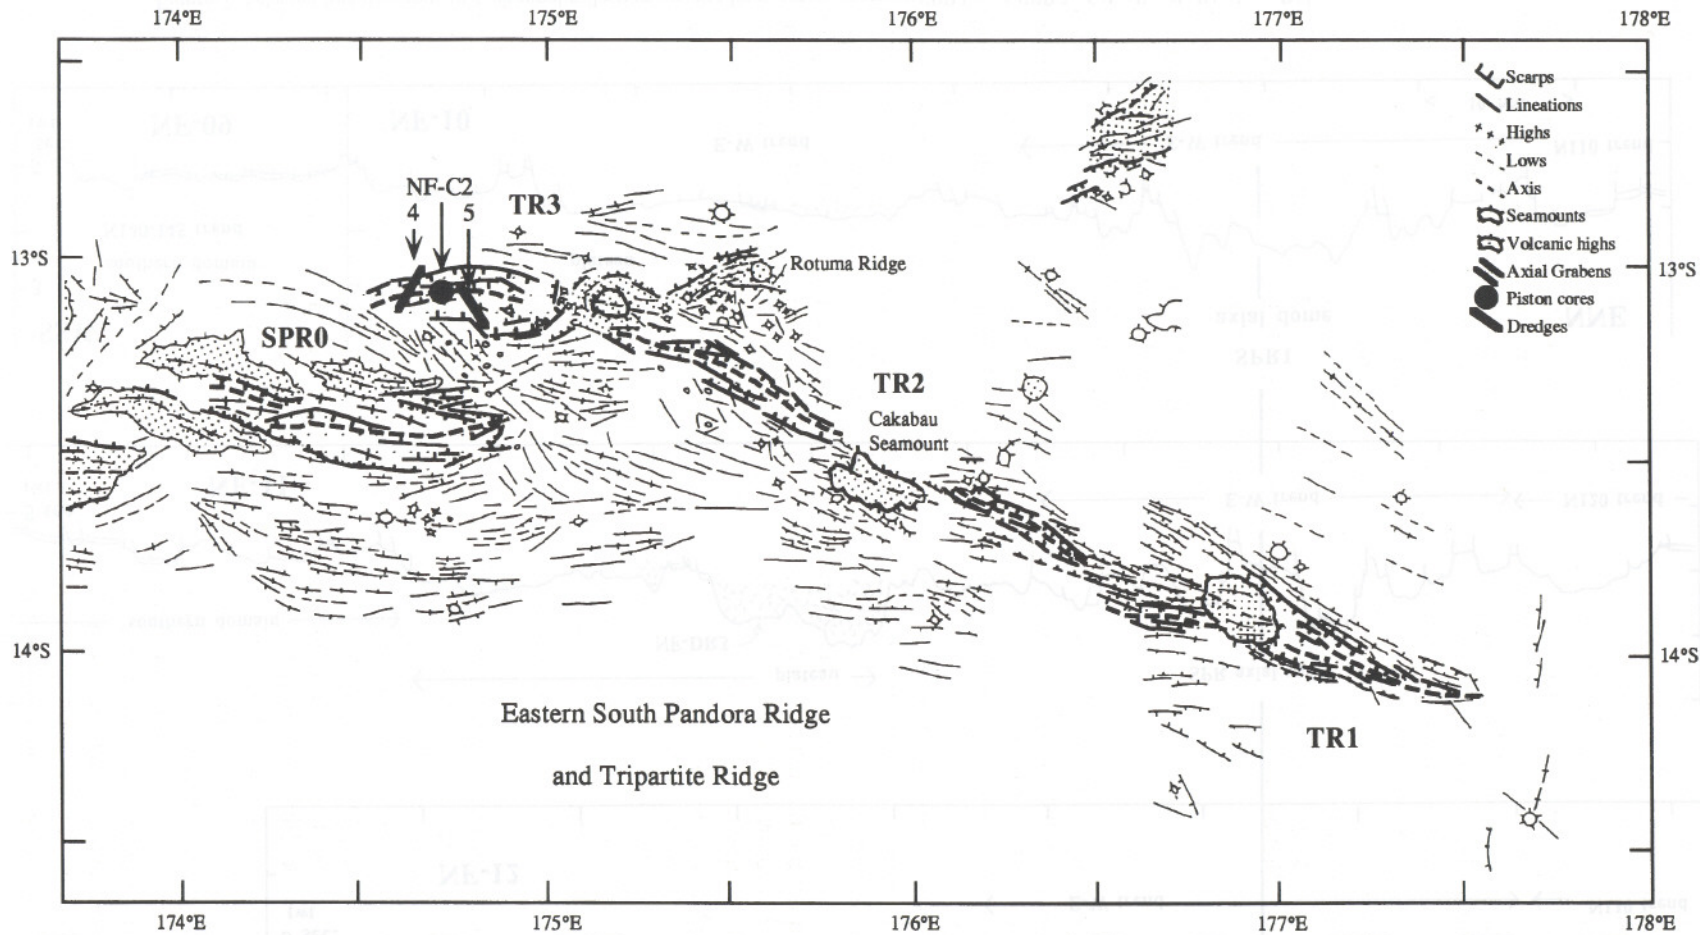 174°E 175°E 176°E 177°E 178°E
Scarps
Lineations
Highs
Lows
Axis
Seamounts
Volcanic highs
Axial Grabens
Piston cores
Dredges
NF-C2
4 5
TR3
13°S
13°S
Rotuma Ridge
SPR0
TR2
Cakabau
Seamount
14°S
14°S
Eastern South Pandora Ridge
and Tripartite Ridge
TR1
174°E 175°E 176°E 177°E 178°E